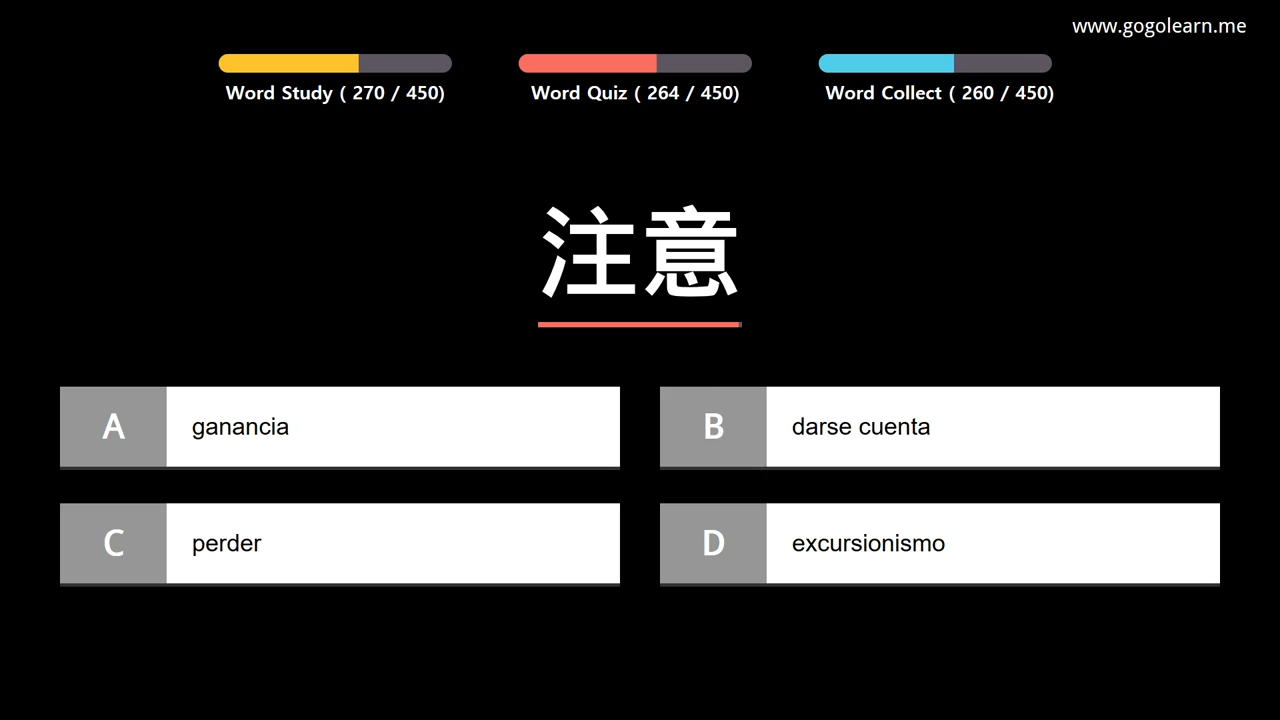 www.gogolearn.me
Word Study ( 270 / 450)
Word Quiz ( 264 / 450)
Word Collect ( 260 / 450)
注意
A ganancia
B darse cuenta
C perder
D excursionismo